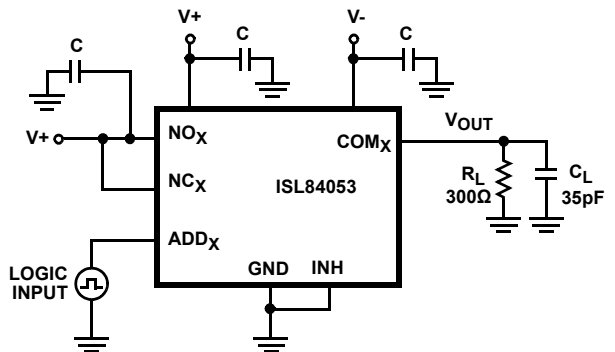 V+
V-
C
C
C
V+
NOX
NCX
ADDX
COMX
ISL84053
VOUT
RL
300Ω
CL
35pF
LOGIC
INPUT
GND
INH